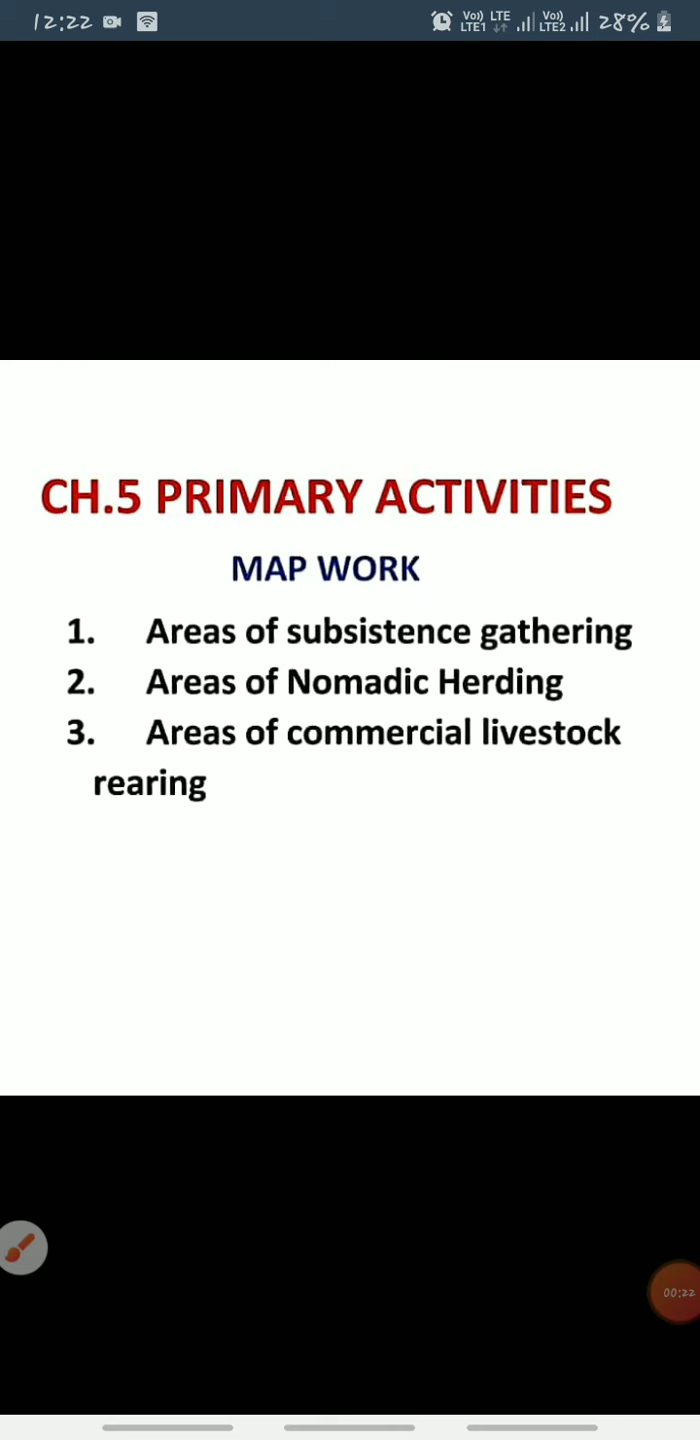 12:22
Vo) LTE
LTE1
Vo)
LTE2
28%
CH.5 PRIMARY ACTIVITIES
MAP WORK
1. Areas of subsistence gathering
2. Areas of Nomadic Herding
3. Areas of commercial livestock
rearing
00:22